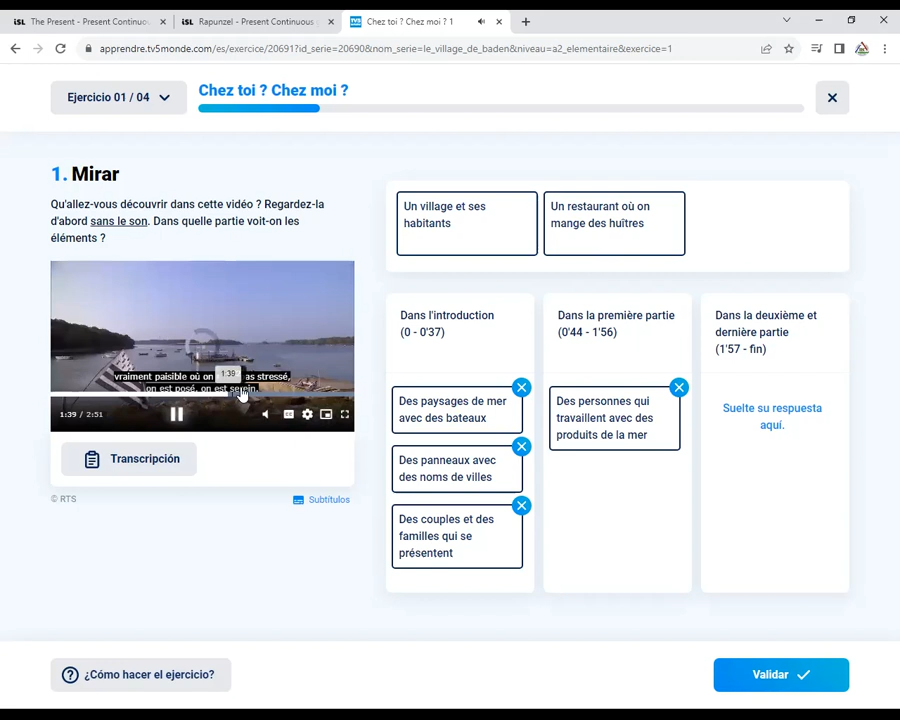 The Present - Present Continuou
Rapunzel - Present Continuous
Chez toi ? Chez moi ? 1
apprendre.tv5monde.com/es/exercice/20691?id_serie=20690&nom_serie=le_village_de_baden&niveau=a2_elementaire&exercice=1
Ejercicio 01 / 04
Chez toi ? Chez moi ?
1. Mirar
Qu'allez-vous découvrir dans cette vidéo ? Regardez-la
d'abord sans le son. Dans quelle partie voit-on les
éléments ?
vraiment paisible où on as stressé,
on est posé, on est serein.
1:39
1:39 / 2:51
Transcripción
© RTS
Subtítulos
Un village et ses
habitants
Un restaurant où on
mange des huîtres
Dans l'introduction
(0 - 0'37)
Des paysages de mer
avec des bateaux
Des panneaux avec
des noms de villes
Des couples et des
familles qui se
présentent
Dans la première partie
(0'44 - 1'56)
Des personnes qui
travaillent avec des
produits de la mer
Dans la deuxième et
dernière partie
(1'57 - fin)
Suelte su respuesta
aquí.
¿Cómo hacer el ejercicio?
Validar